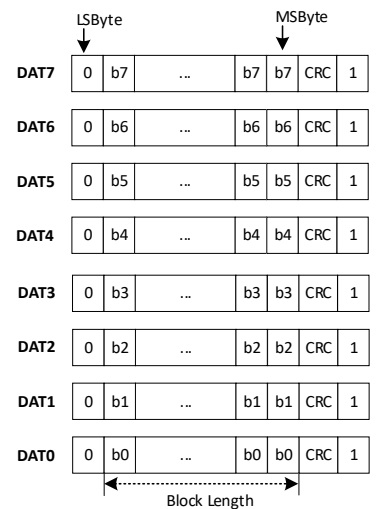 LSByte MSByte
DAT7 0 b7 ... b7 b7 CRC 1
DAT6 0 b6 ... b6 b6 CRC 1
DAT5 0 b5 ... b5 b5 CRC 1
DAT4 0 b4 ... b4 b4 CRC 1
DAT3 0 b3 ... b3 b3 CRC 1
DAT2 0 b2 ... b2 b2 CRC 1
DAT1 0 b1 ... b1 b1 CRC 1
DAT0 0 b0 ... b0 b0 CRC 1
Block Length